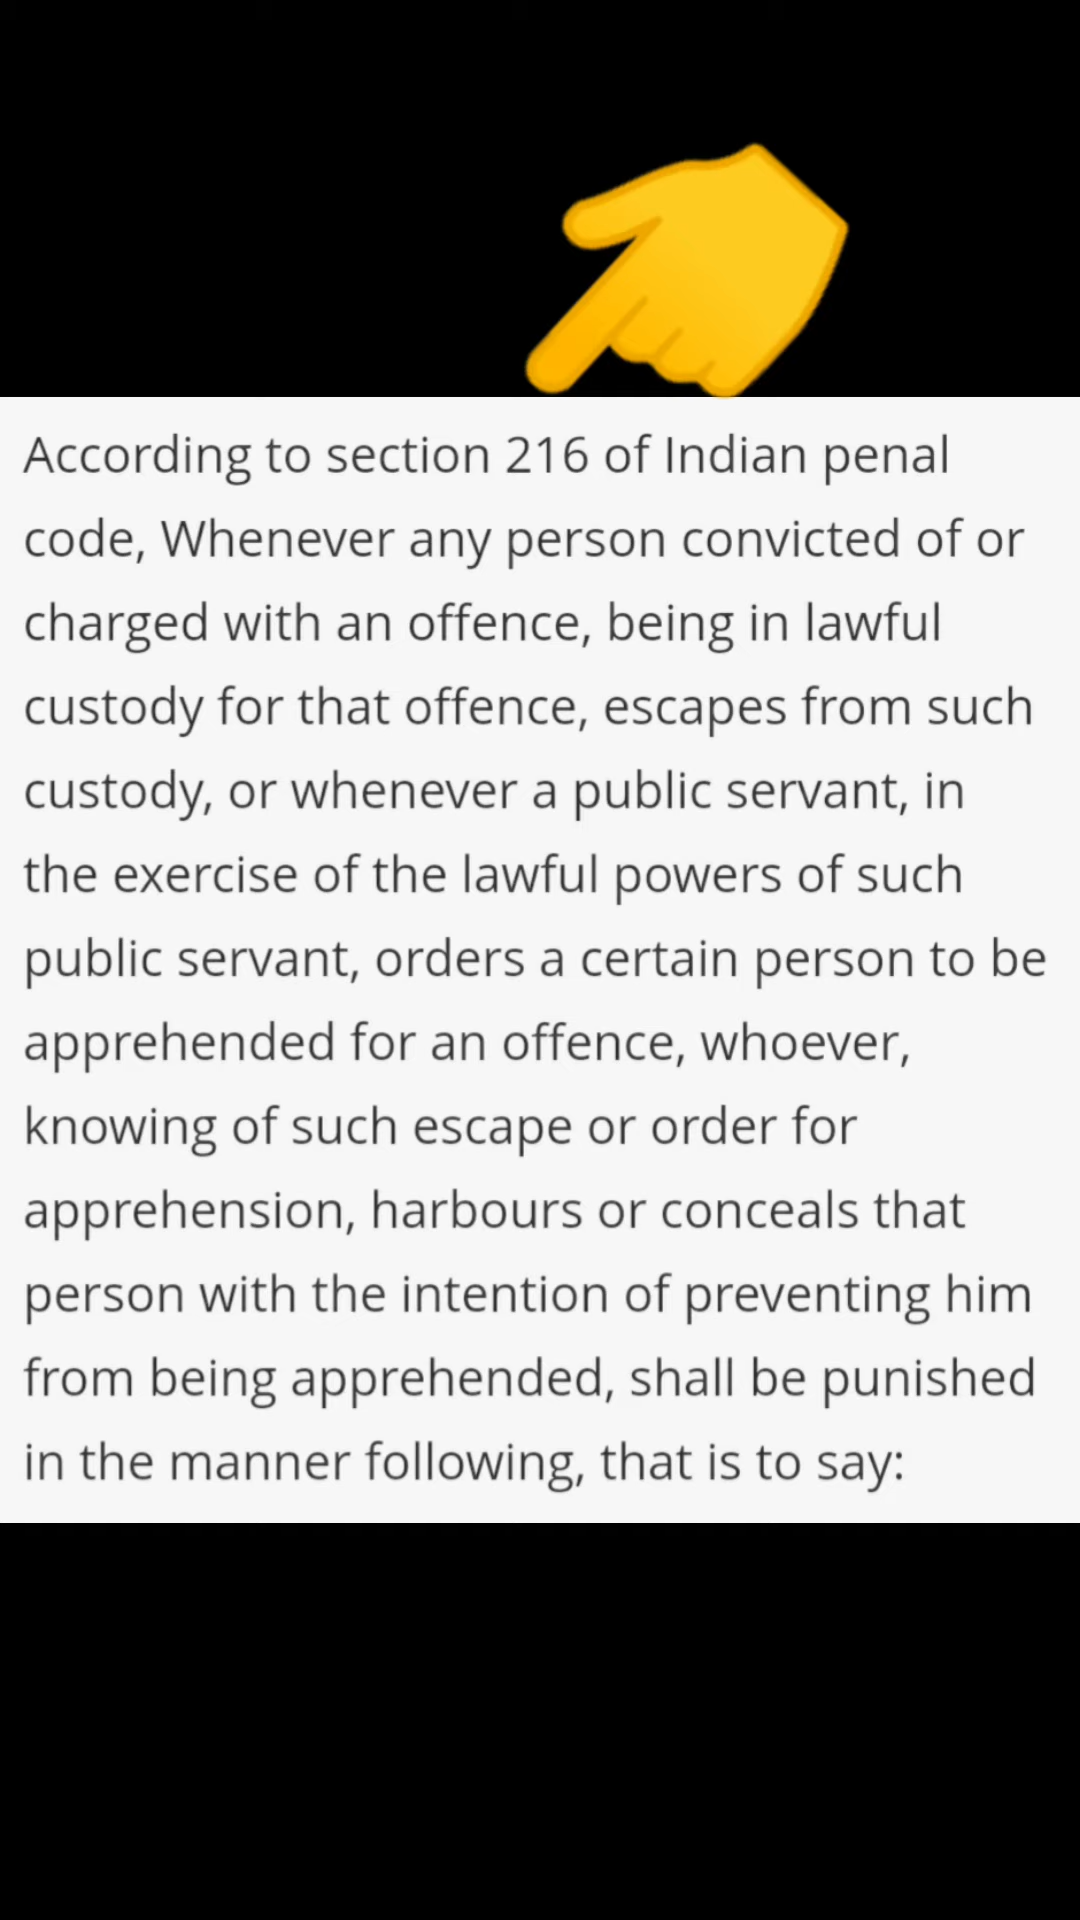 According to section 216 of Indian penal
code, Whenever any person convicted of or
charged with an offence, being in lawful
custody for that offence, escapes from such
custody, or whenever a public servant, in
the exercise of the lawful powers of such
public servant, orders a certain person to be
apprehended for an offence, whoever,
knowing of such escape or order for
apprehension, harbours or conceals that
person with the intention of preventing him
from being apprehended, shall be punished
in the manner following, that is to say: